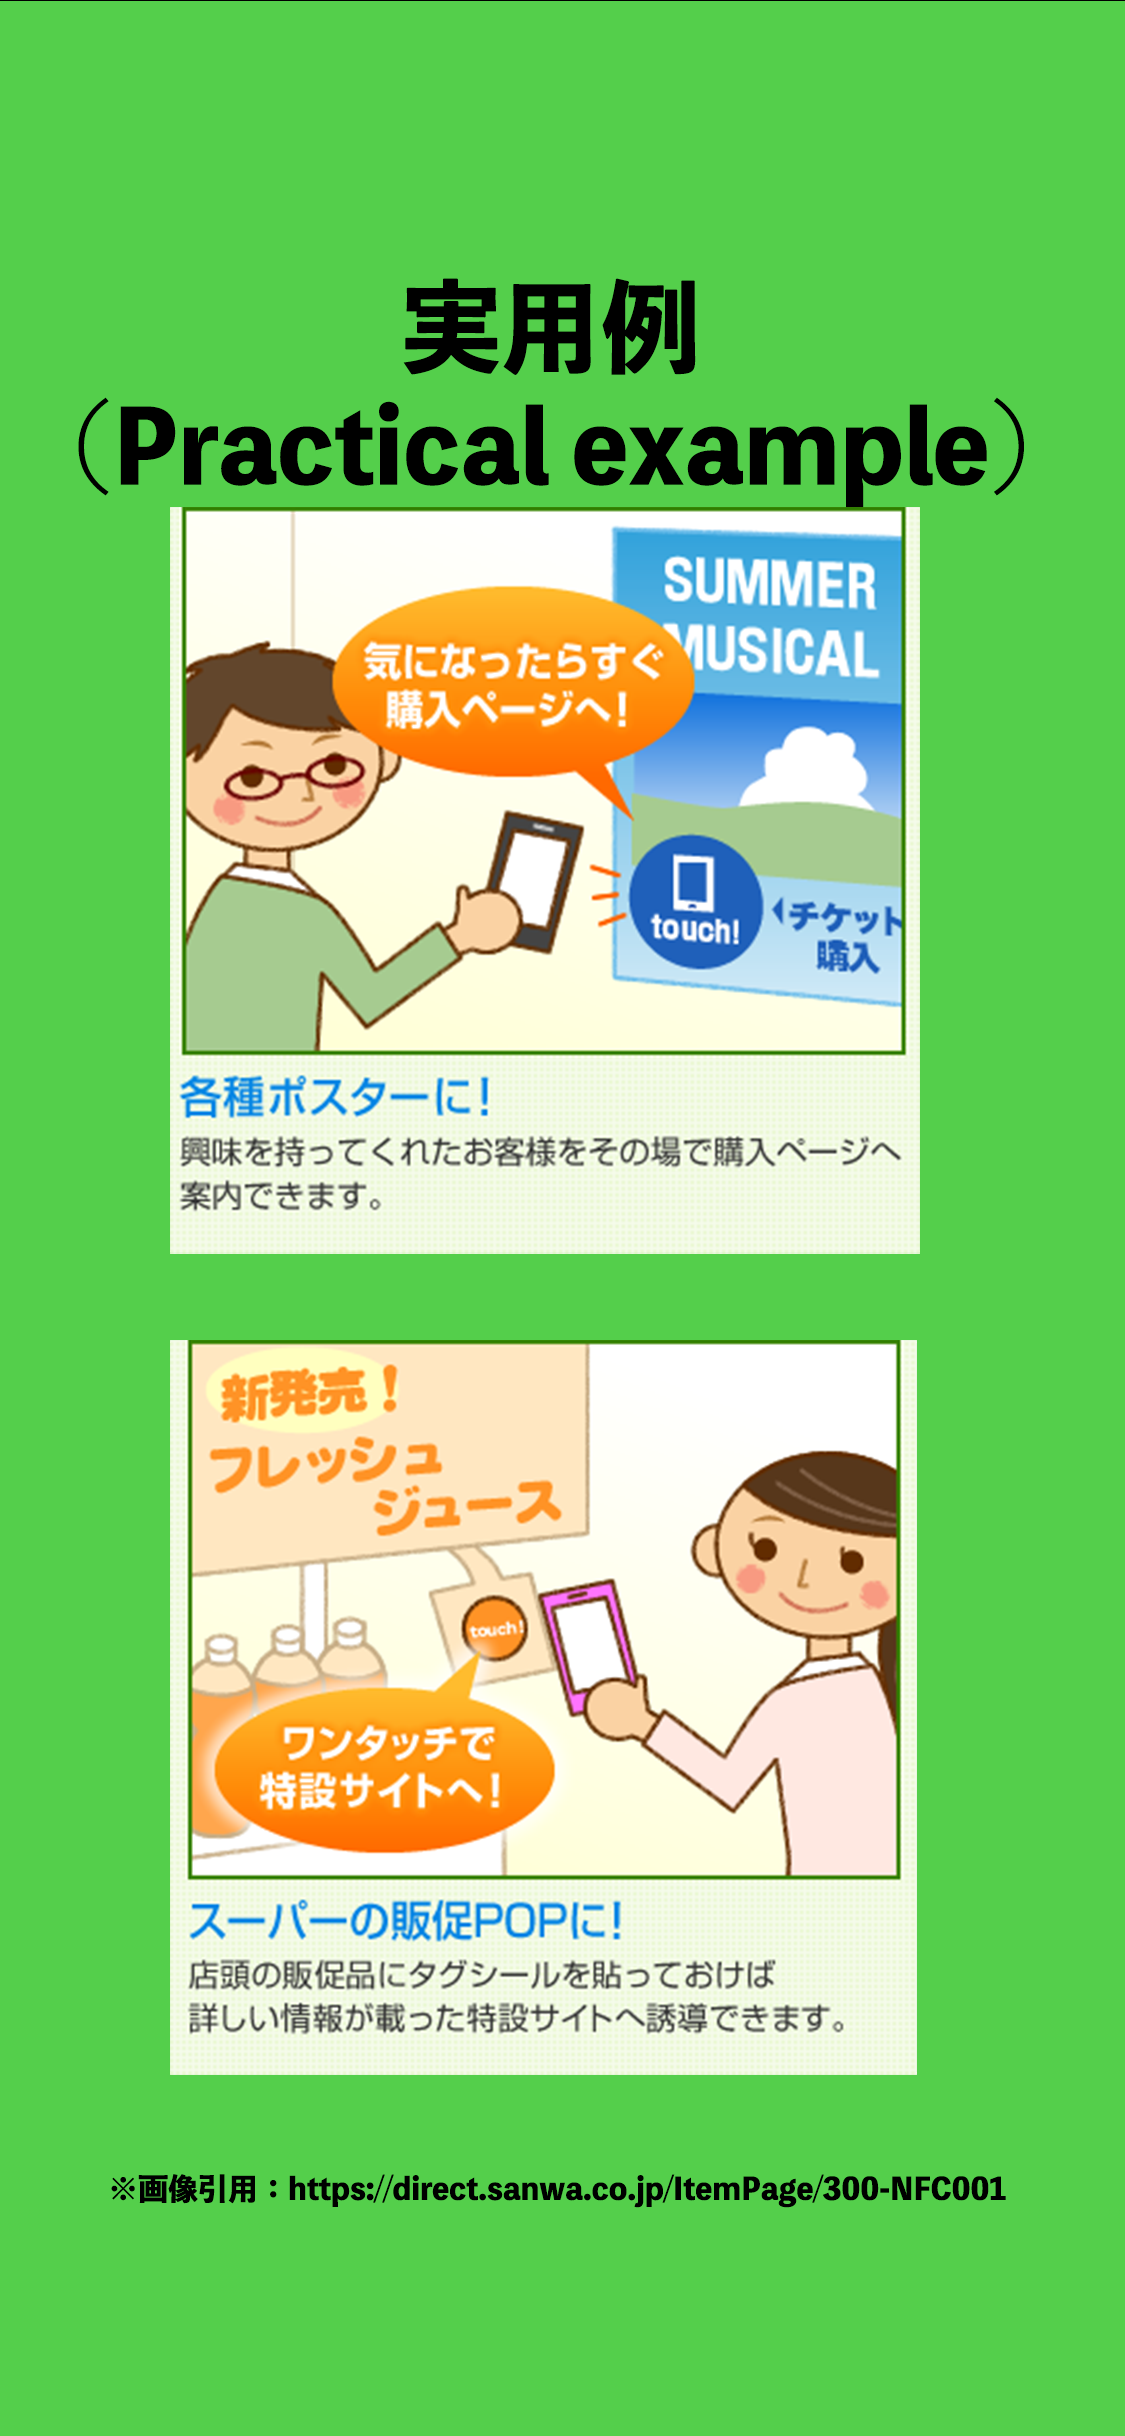 実用例
（Practical example）
SUMMER
MUSICAL
気になったらすぐ
購入ページへ！
touch!
チケット
購入
各種ポスターに！
興味を持ってくれたお客様をその場で購入ページへ
案内できます。
新発売！
フレッシュ
ジュース
touch!
ワンタッチで
特設サイトへ！
スーパーの販促POPに！
店頭の販促品にタグシールを貼っておけば
詳しい情報が載った特設サイトへ誘導できます。
※画像引用：https://direct.sanwa.co.jp/ItemPage/300-NFC001